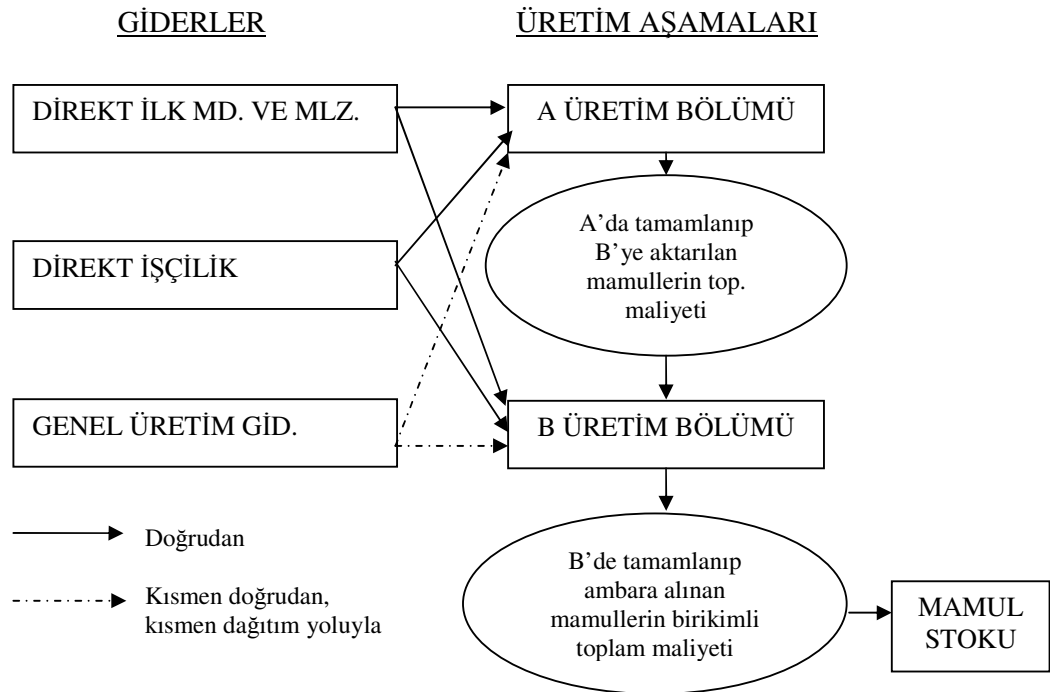 GİDERLER
ÜRETİM AŞAMALARI
DİREKT İLK MD. VE MLZ.
A ÜRETİM BÖLÜMÜ
A’da tamamlanıp
B’ye aktarılan
mamullerin top.
maliyeti
DİREKT İŞÇİLİK
GENEL ÜRETİM GİD.
B ÜRETİM BÖLÜMÜ
Doğrudan
Kısmen doğrudan,
kısmen dağıtım yoluyla
B’de tamamlanıp
ambara alınan
mamullerin birikimli
toplam maliyeti
MAMUL
STOKU